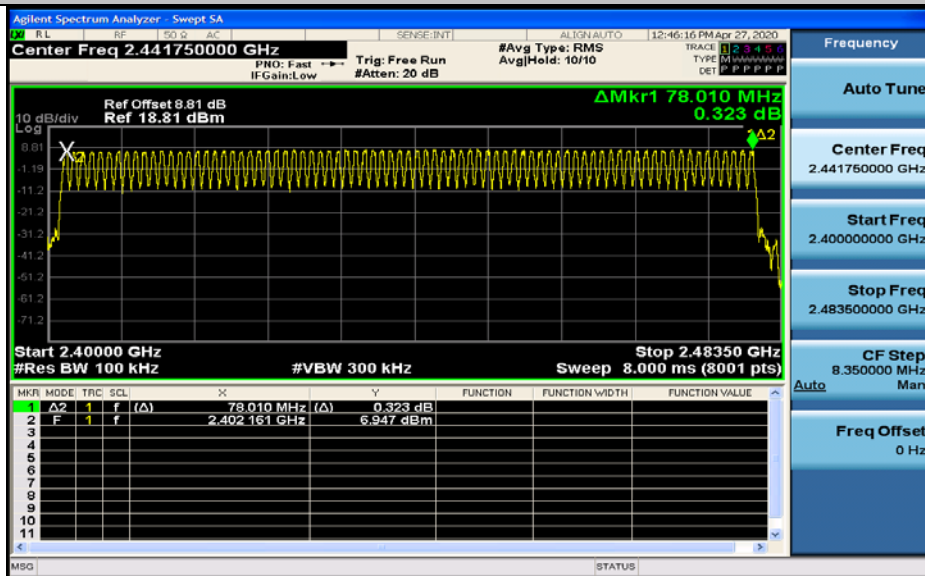 Agilent Spectrum Analyzer - Swept SA
LXI RL RF 50 Ω AC SENSE:INT ALIGN AUTO 12:46:16 PM Apr 27, 2020
Center Freq 2.441750000 GHz #Avg Type: RMS TRACE 1 2 3 4 5 6
PNO: Fast Trig: Free Run Avg|Hold: 10/10 TYPE M WWWWW
IFGain:Low #Atten: 20 dB DET P P P P P P
ΔMkr1 78.010 MHz
0.323 dB
Ref Offset 8.81 dB
10 dB/div Ref 18.81 dBm
Log
1Δ2
8.81
X2
-1.19
-11.2
-21.2
-31.2
-41.2
-51.2
-61.2
-71.2
Start 2.40000 GHz Stop 2.48350 GHz
#Res BW 100 kHz #VBW 300 kHz Sweep 8.000 ms (8001 pts)
MKR MODE TRC SCL X Y FUNCTION FUNCTION WIDTH FUNCTION VALUE
1 Δ2 1 f (Δ) 78.010 MHz (Δ) 0.323 dB
2 F 1 f 2.402 161 GHz 6.947 dBm
3
4
5
6
7
8
9
10
11
MSG STATUS
Frequency
Auto Tune
Center Freq
2.441750000 GHz
Start Freq
2.400000000 GHz
Stop Freq
2.483500000 GHz
CF Step
8.350000 MHz
Auto Man
Freq Offset
0 Hz